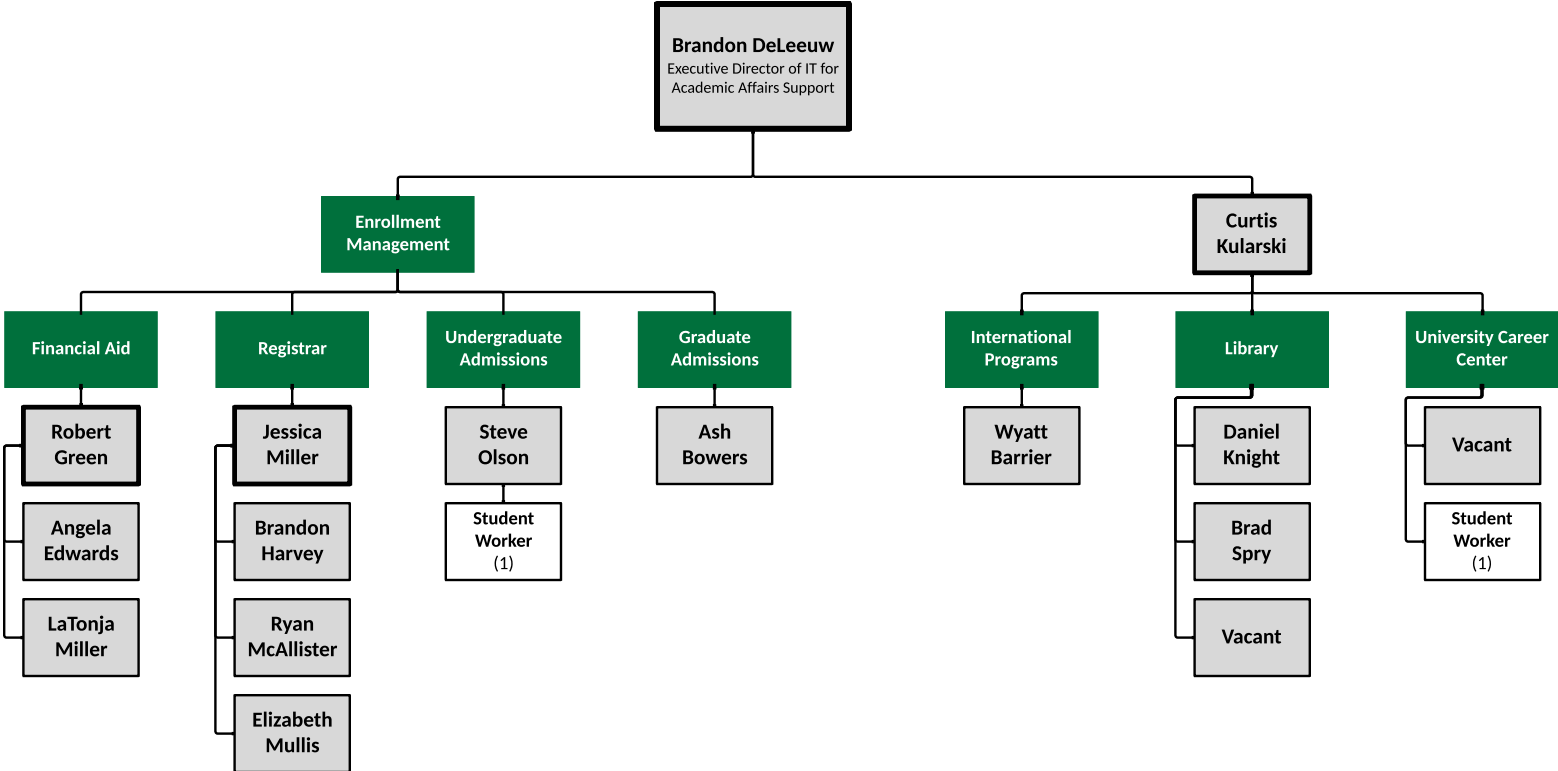 Brandon DeLeeuw
Executive Director of IT for
Academic Affairs Support
Enrollment
Management
Curtis
Kularski
Financial Aid
Registrar
Undergraduate
Admissions
Graduate
Admissions
International
Programs
Library
University Career
Center
Robert
Green
Angela
Edwards
LaTonja
Miller
Jessica
Miller
Brandon
Harvey
Ryan
McAllister
Elizabeth
Mullis
Steve
Olson
Student
Worker
(1)
Ash
Bowers
Wyatt
Barrier
Daniel
Knight
Brad
Spry
Vacant
Vacant
Student
Worker
(1)